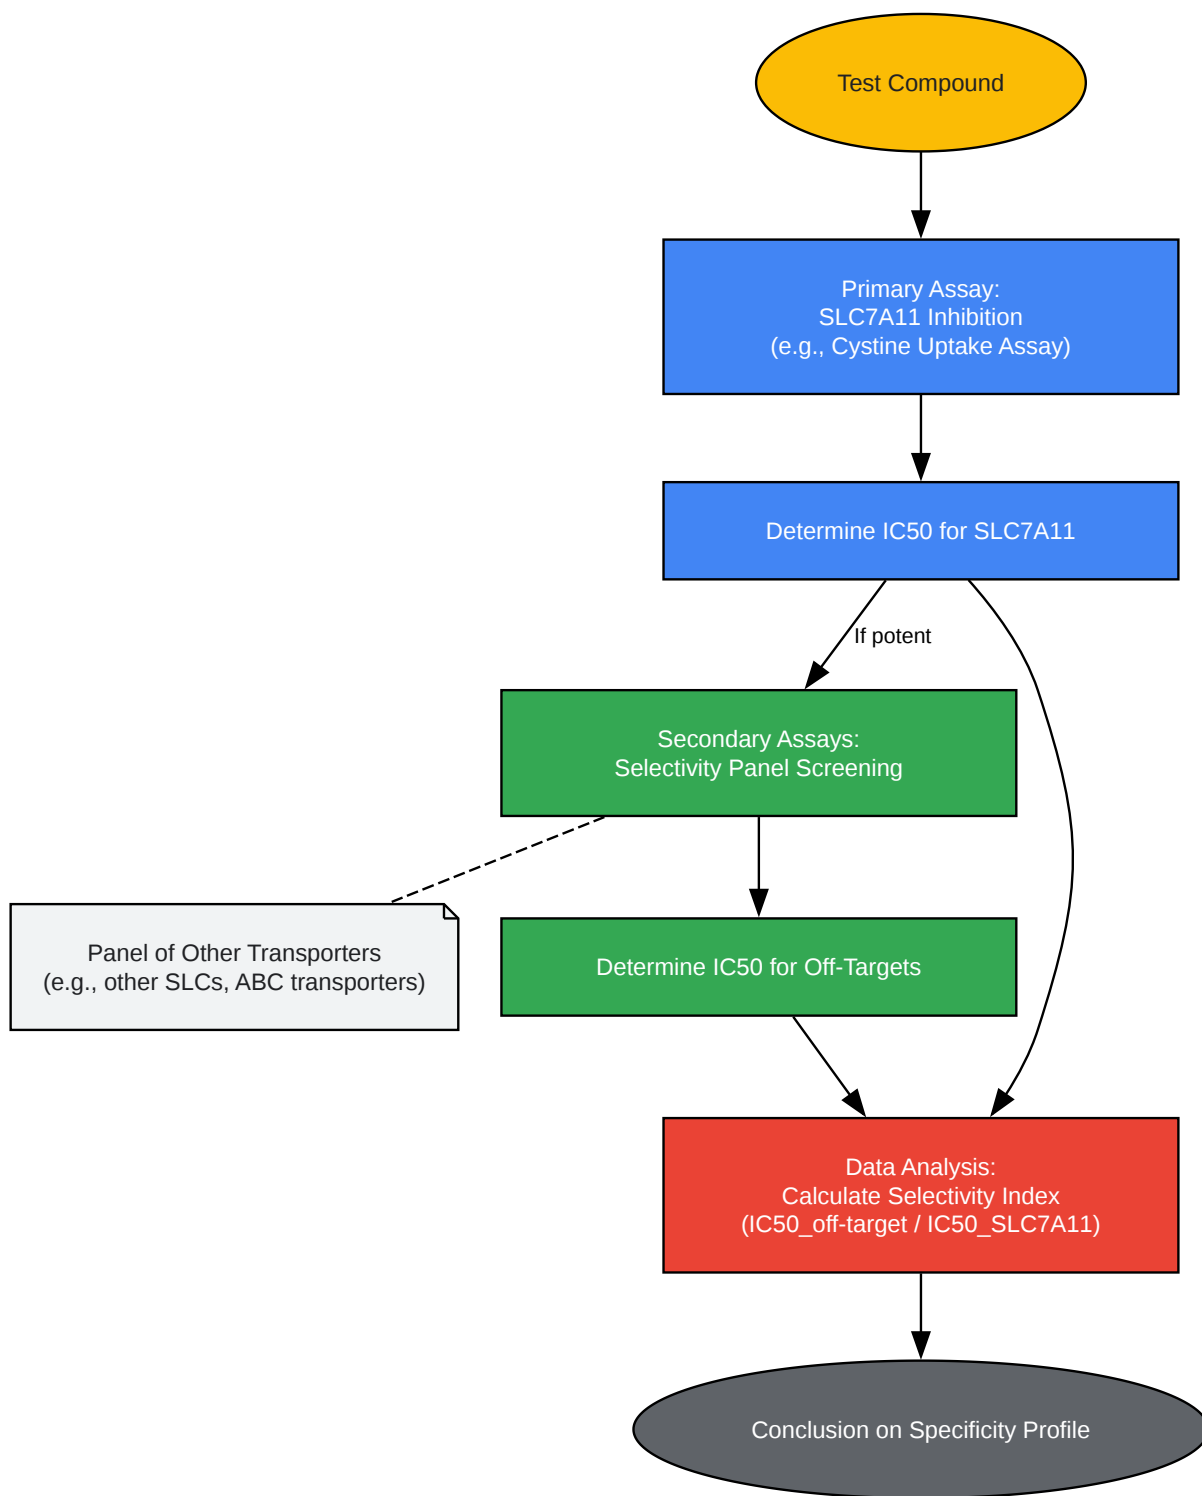 Test Compound
Primary Assay:
SLC7A11 Inhibition
(e.g., Cystine Uptake Assay)
Determine IC50 for SLC7A11
If potent
Secondary Assays:
Selectivity Panel Screening
Panel of Other Transporters
(e.g., other SLCs, ABC transporters)
Determine IC50 for Off-Targets
Data Analysis:
Calculate Selectivity Index
(IC50_off-target / IC50_SLC7A11)
Conclusion on Specificity Profile